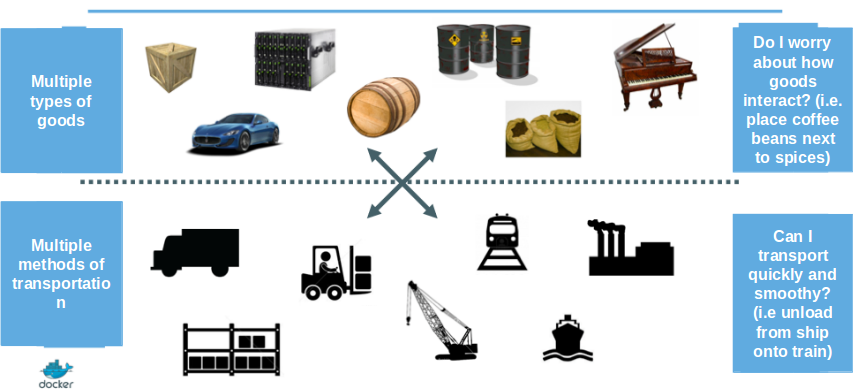 Multiple
types of
goods
Do I worry
about how
goods
interact? (i.e.
place coffee
beans next
to spices)
Multiple
methods of
transportatio
n
Can I
transport
quickly and
smoothy?
(i.e unload
from ship
onto train)
docker